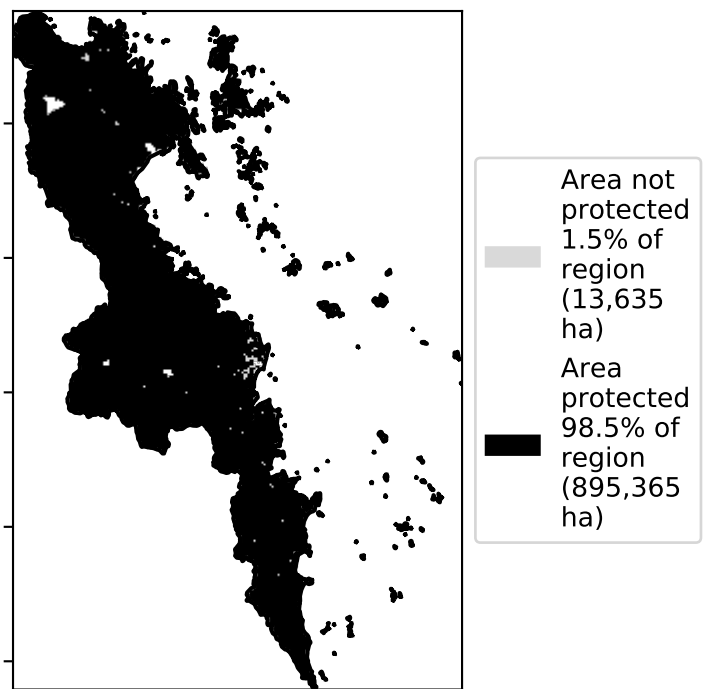 Area not
protected
1.5% of
region
(13,635
ha)
Area
protected
98.5% of
region
(895,365
ha)